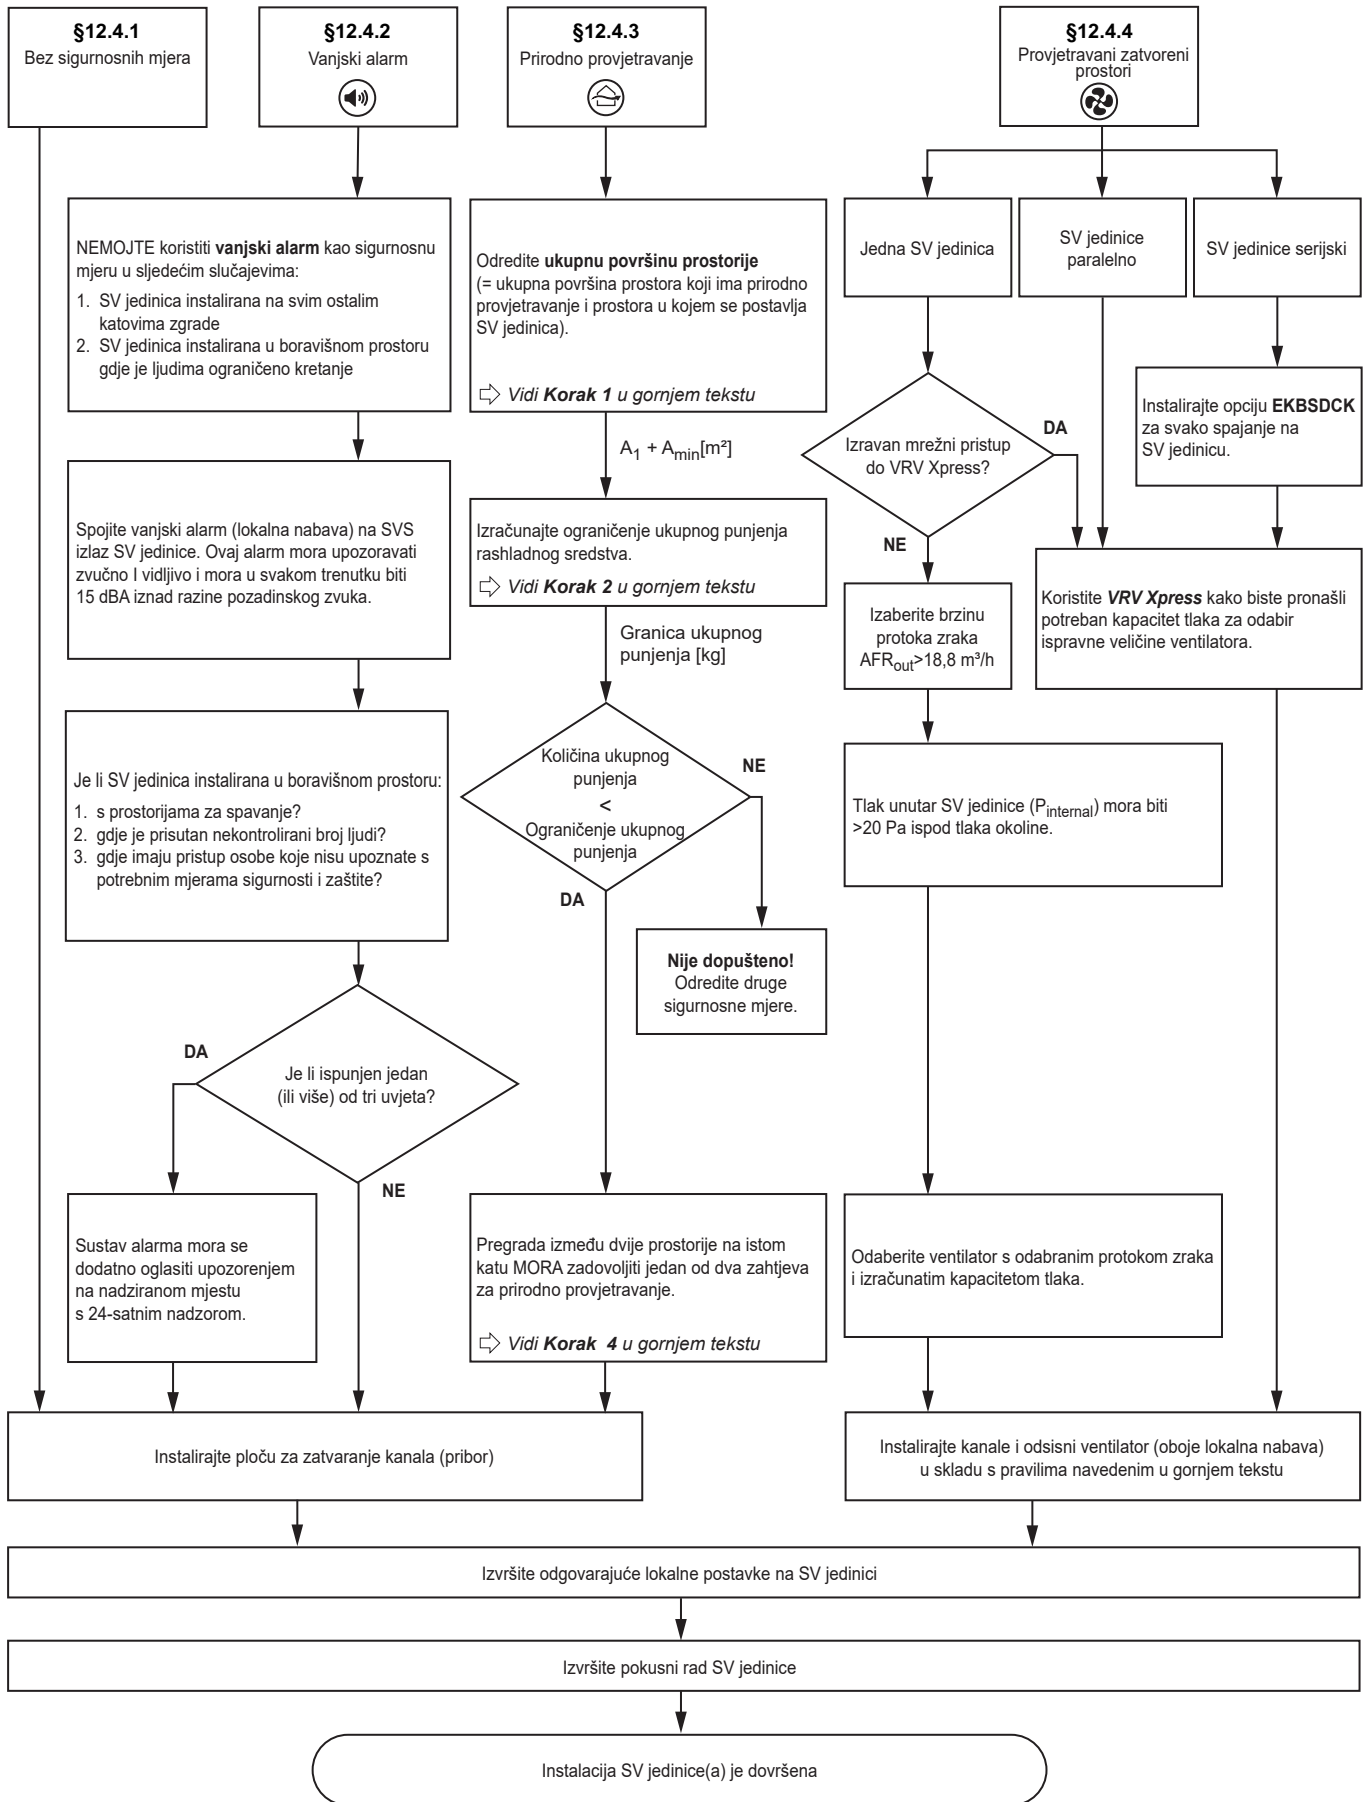 §12.4.1
Bez sigurnosnih mjera
§12.4.2
Vanjski alarm
§12.4.3
Prirodno provjetravanje
§12.4.4
Provjetravani zatvoreni
prostori
NEMOJTE koristiti vanjski alarm kao sigurnosnu
mjeru u sljedećim slučajevima:
1. SV jedinica instalirana na svim ostalim
katovima zgrade
2. SV jedinica instalirana u boravišnom prostoru
gdje je ljudima ograničeno kretanje
Spojite vanjski alarm (lokalna nabava) na SVS
izlaz SV jedinice. Ovaj alarm mora upozoravati
zvučno I vidljivo i mora u svakom trenutku biti
15 dBA iznad razine pozadinskog zvuka.
Je li SV jedinica instalirana u boravišnom prostoru:
1. s prostorijama za spavanje?
2. gdje je prisutan nekontrolirani broj ljudi?
3. gdje imaju pristup osobe koje nisu upoznate s
potrebnim mjerama sigurnosti i zaštite?
DA
Je li ispunjen jedan
(ili više) od tri uvjeta?
NE
Sustav alarma mora se
dodatno oglasiti upozorenjem
na nadziranom mjestu
s 24-satnim nadzorom.
Odredite ukupnu površinu prostorije
(= ukupna površina prostora koji ima prirodno
provjetravanje i prostora u kojem se postavlja
SV jedinica).
⇨ Vidi Korak 1 u gornjem tekstu
A1 + Amin[m²]
Izračunajte ograničenje ukupnog punjenja
rashladnog sredstva.
⇨ Vidi Korak 2 u gornjem tekstu
Granica ukupnog
punjenja [kg]
Količina ukupnog
punjenja
<
Ograničenje ukupnog
punjenja
NE
DA
Nije dopušteno!
Odredite druge
sigurnosne mjere.
Pregrada između dvije prostorije na istom
katu MORA zadovoljiti jedan od dva zahtjeva
za prirodno provjetravanje.
⇨ Vidi Korak 4 u gornjem tekstu
Jedna SV jedinica
SV jedinice
paralelno
SV jedinice serijski
Izravan mrežni pristup
do VRV Xpress?
DA
NE
Instalirajte opciju EKBSDCK
za svako spajanje na
SV jedinicu.
Izaberite brzinu
protoka zraka
AFRout>18,8 m³/h
Koristite VRV Xpress kako biste pronašli
potreban kapacitet tlaka za odabir
ispravne veličine ventilatora.
Tlak unutar SV jedinice (Pinternal) mora biti
>20 Pa ispod tlaka okoline.
Odaberite ventilator s odabranim protokom zraka
i izračunatim kapacitetom tlaka.
Instalirajte ploču za zatvaranje kanala (pribor)
Instalirajte kanale i odsisni ventilator (oboje lokalna nabava)
u skladu s pravilima navedenim u gornjem tekstu
Izvršite odgovarajuće lokalne postavke na SV jedinici
Izvršite pokusni rad SV jedinice
Instalacija SV jedinice(a) je dovršena